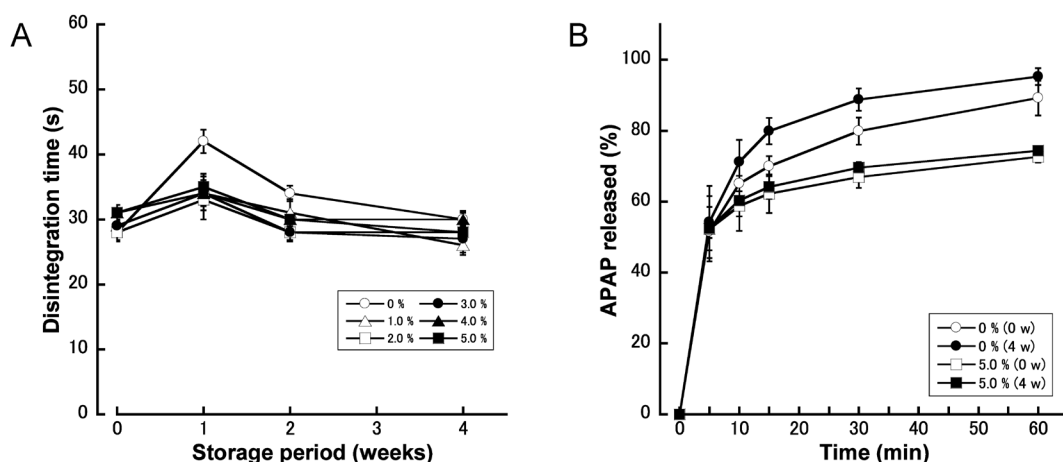 A
Disintegration time (s)
60
50
40
30
20
10
0
0 1 2 3 4
Storage period (weeks)
0 % 3.0 %
1.0 % 4.0 %
2.0 % 5.0 %
B
APAP released (%)
100
80
60
40
20
0
0 10 20 30 40 50 60
Time (min)
0 % (0 w)
0 % (4 w)
5.0 % (0 w)
5.0 % (4 w)